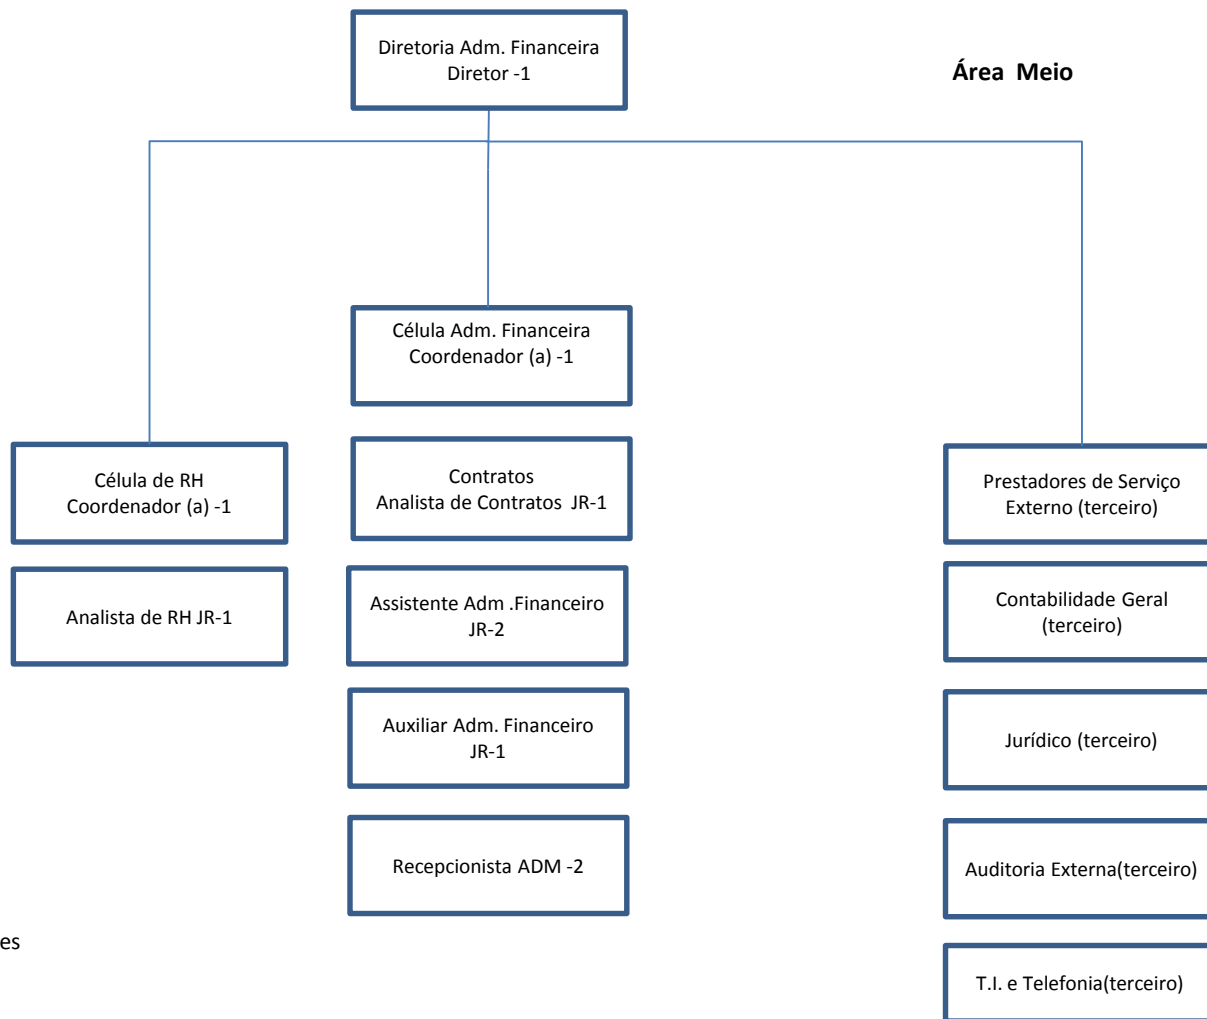 Diretoria Adm. Financeira
Diretor -1
Área Meio
Célula Adm. Financeira
Coordenador (a) -1
Célula de RH
Coordenador (a) -1
Contratos
Analista de Contratos JR-1
Prestadores de Serviço
Externo (terceiro)
Analista de RH JR-1
Assistente Adm .Financeiro
JR-2
Contabilidade Geral
(terceiro)
Auxiliar Adm. Financeiro
JR-1
Jurídico (terceiro)
Recepcionista ADM -2
Auditoria Externa(terceiro)
es
T.I. e Telefonia(terceiro)